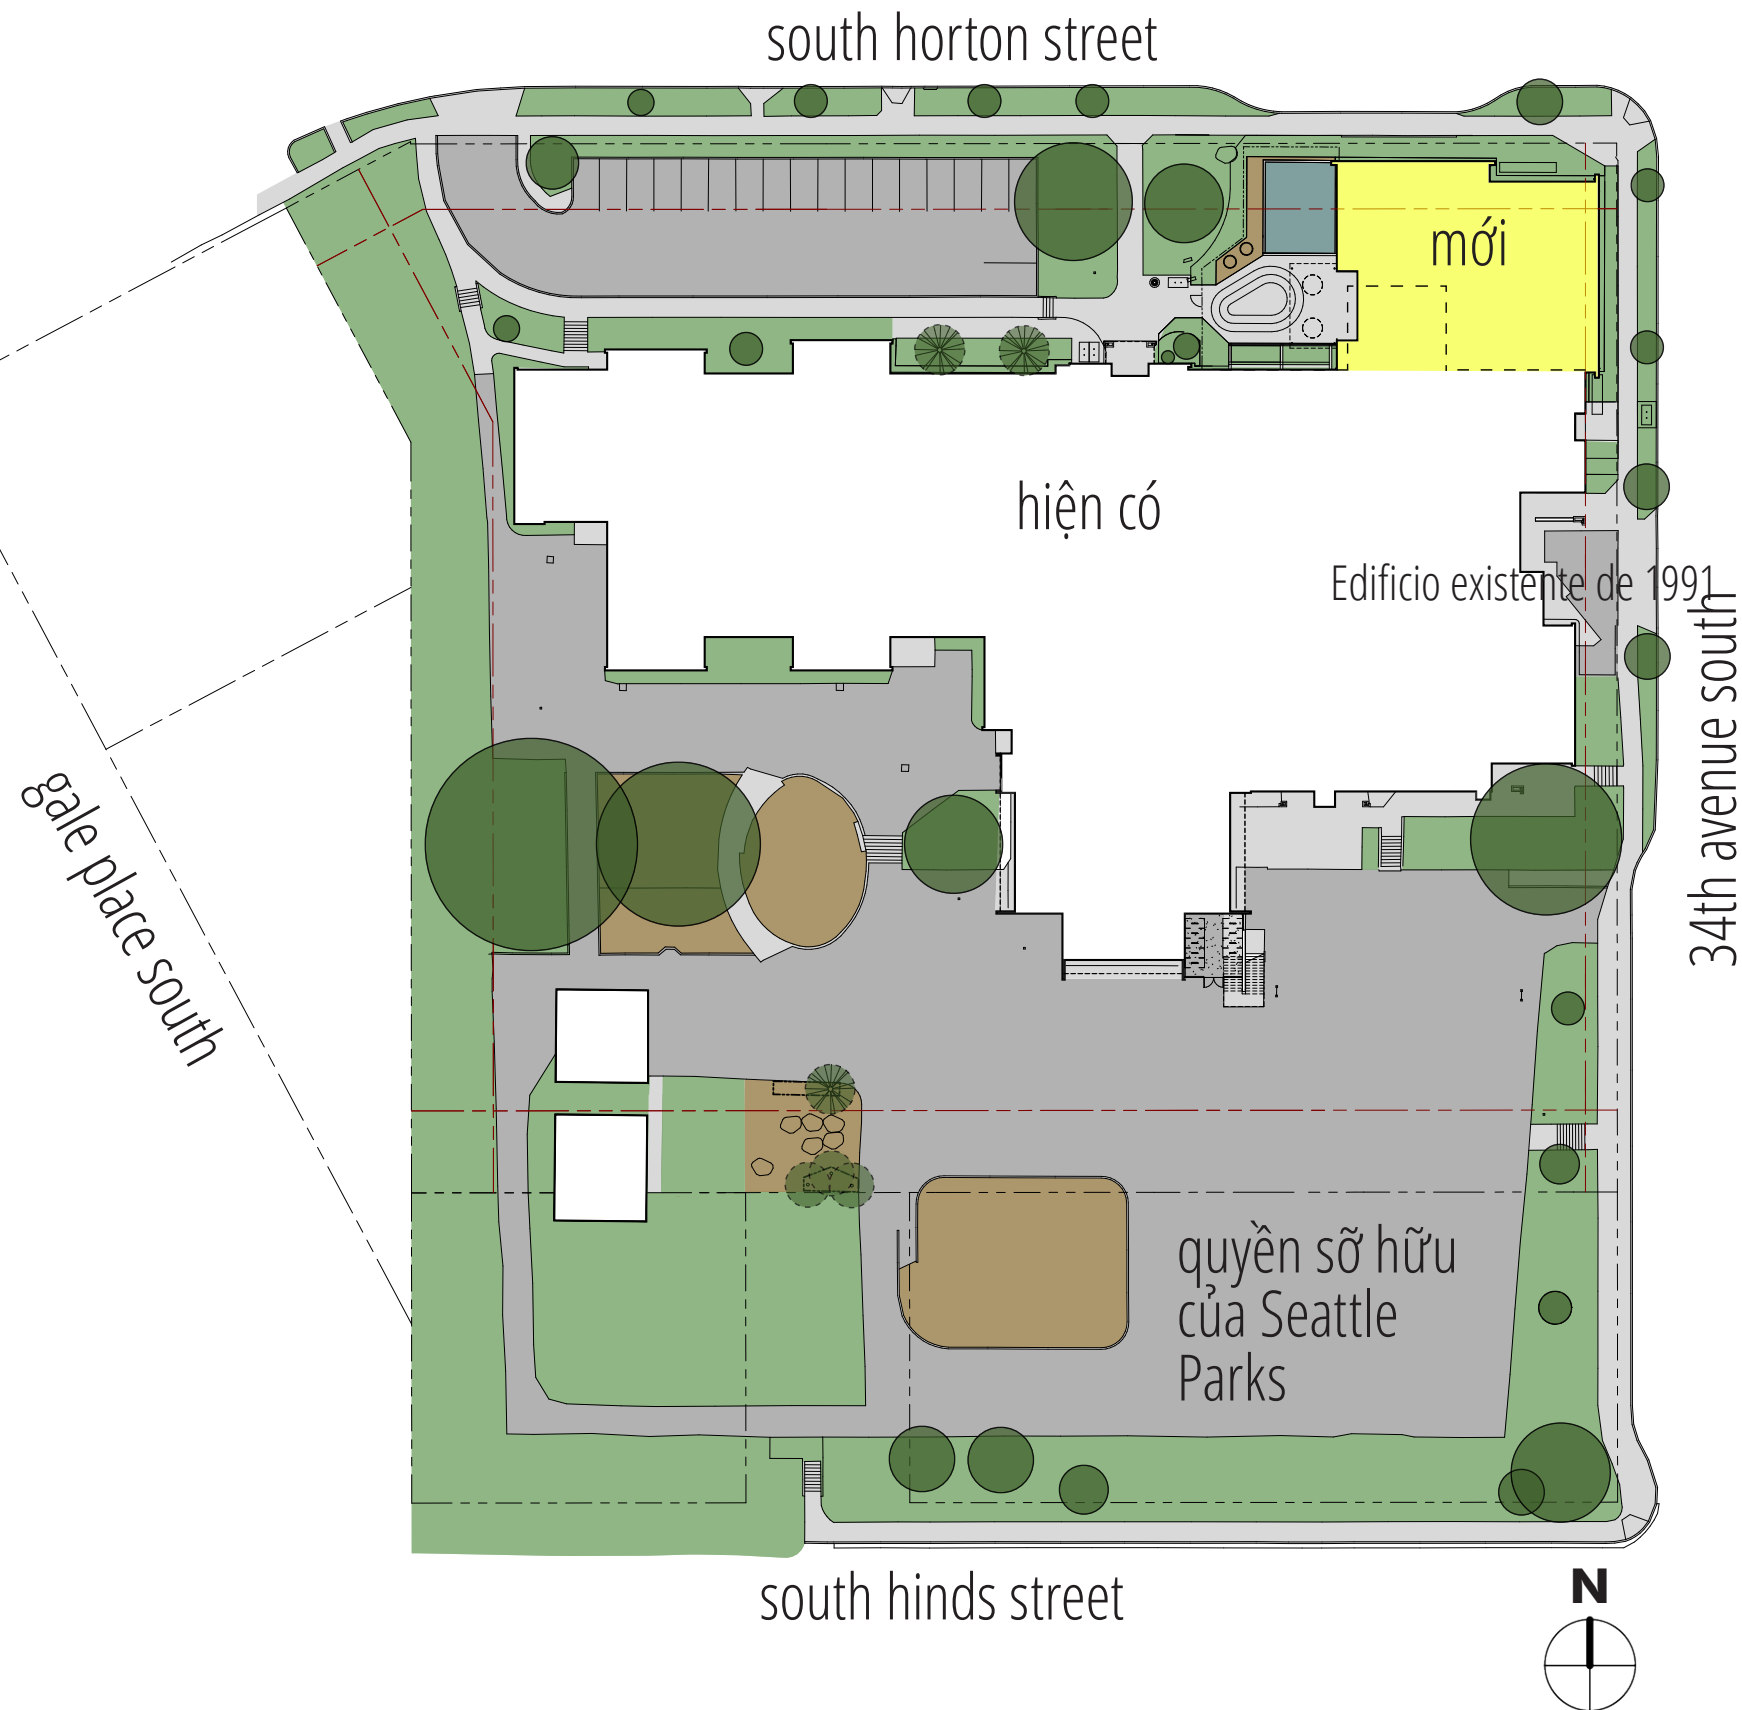 south horton street
mới
hiện có
Edificio existente de 1991
34th avenue south
gale place south
quyền sỡ hữu
của Seattle
Parks
south hinds street
N